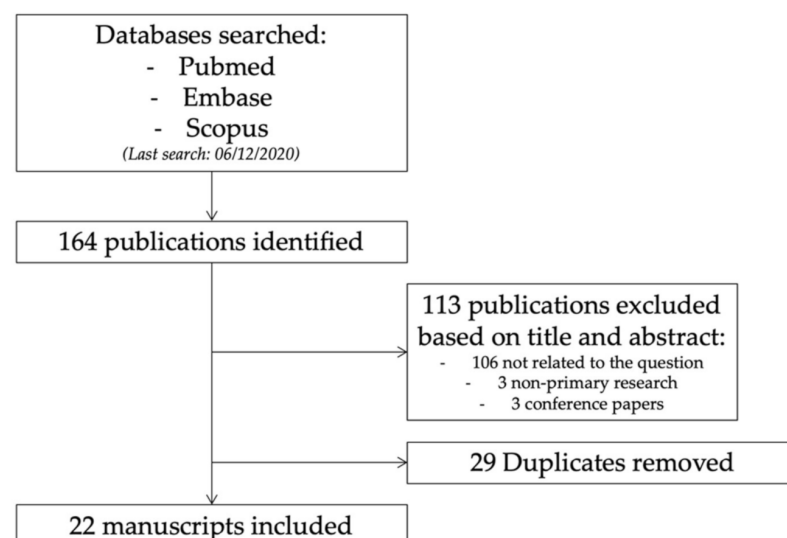 Databases searched:
- Pubmed
- Embase
- Scopus
(Last search: 06/12/2020)
164 publications identified
113 publications excluded
based on title and abstract:
- 106 not related to the question
- 3 non-primary research
- 3 conference papers
29 Duplicates removed
22 manuscripts included